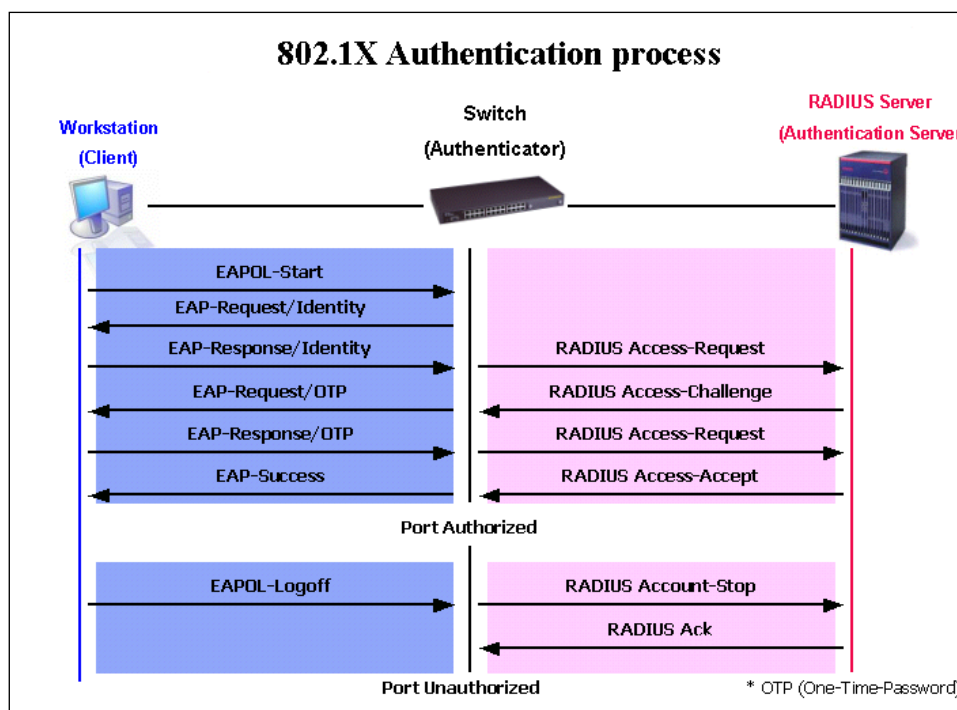 802.1X Authentication process
Workstation
(Client)
Switch
(Authenticator)
RADIUS Server
(Authentication Server
EAPOL-Start
EAP-Request/Identity
EAP-Response/Identity
RADIUS Access-Request
EAP-Request/OTP
RADIUS Access-Challenge
EAP-Response/OTP
RADIUS Access-Request
EAP-Success
RADIUS Access-Accept
Port Authorized
EAPOL-Logoff
RADIUS Account-Stop
RADIUS Ack
Port Unauthorized
* OTP (One-Time-Password)